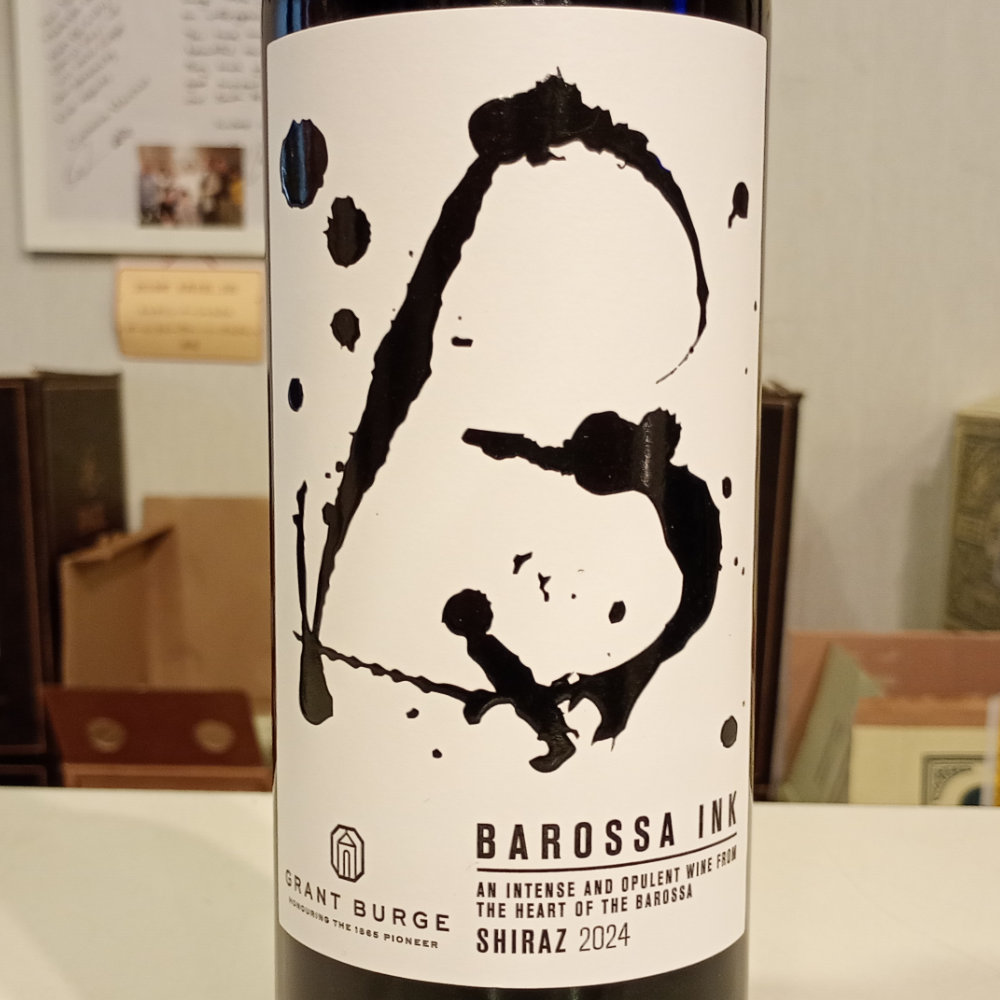 B
GRANT BURGE
HONOURING THE 1865 PIONEER
BAROSSA INK
AN INTENSE AND OPULENT WINE FROM
THE HEART OF THE BAROSSA
SHIRAZ 2024